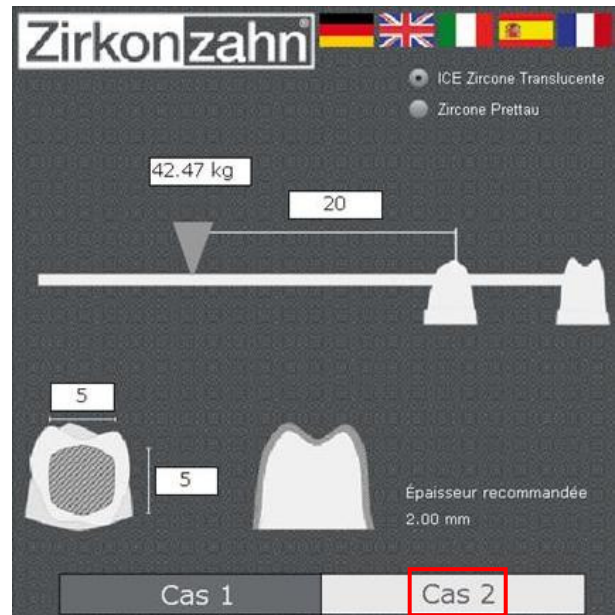 Zirkonzahn®
ICE Zircone Translucente
Zircone Prettau
42.47 kg
20
5
5
Épaisseur recommandée
2.00 mm
Cas 1
Cas 2